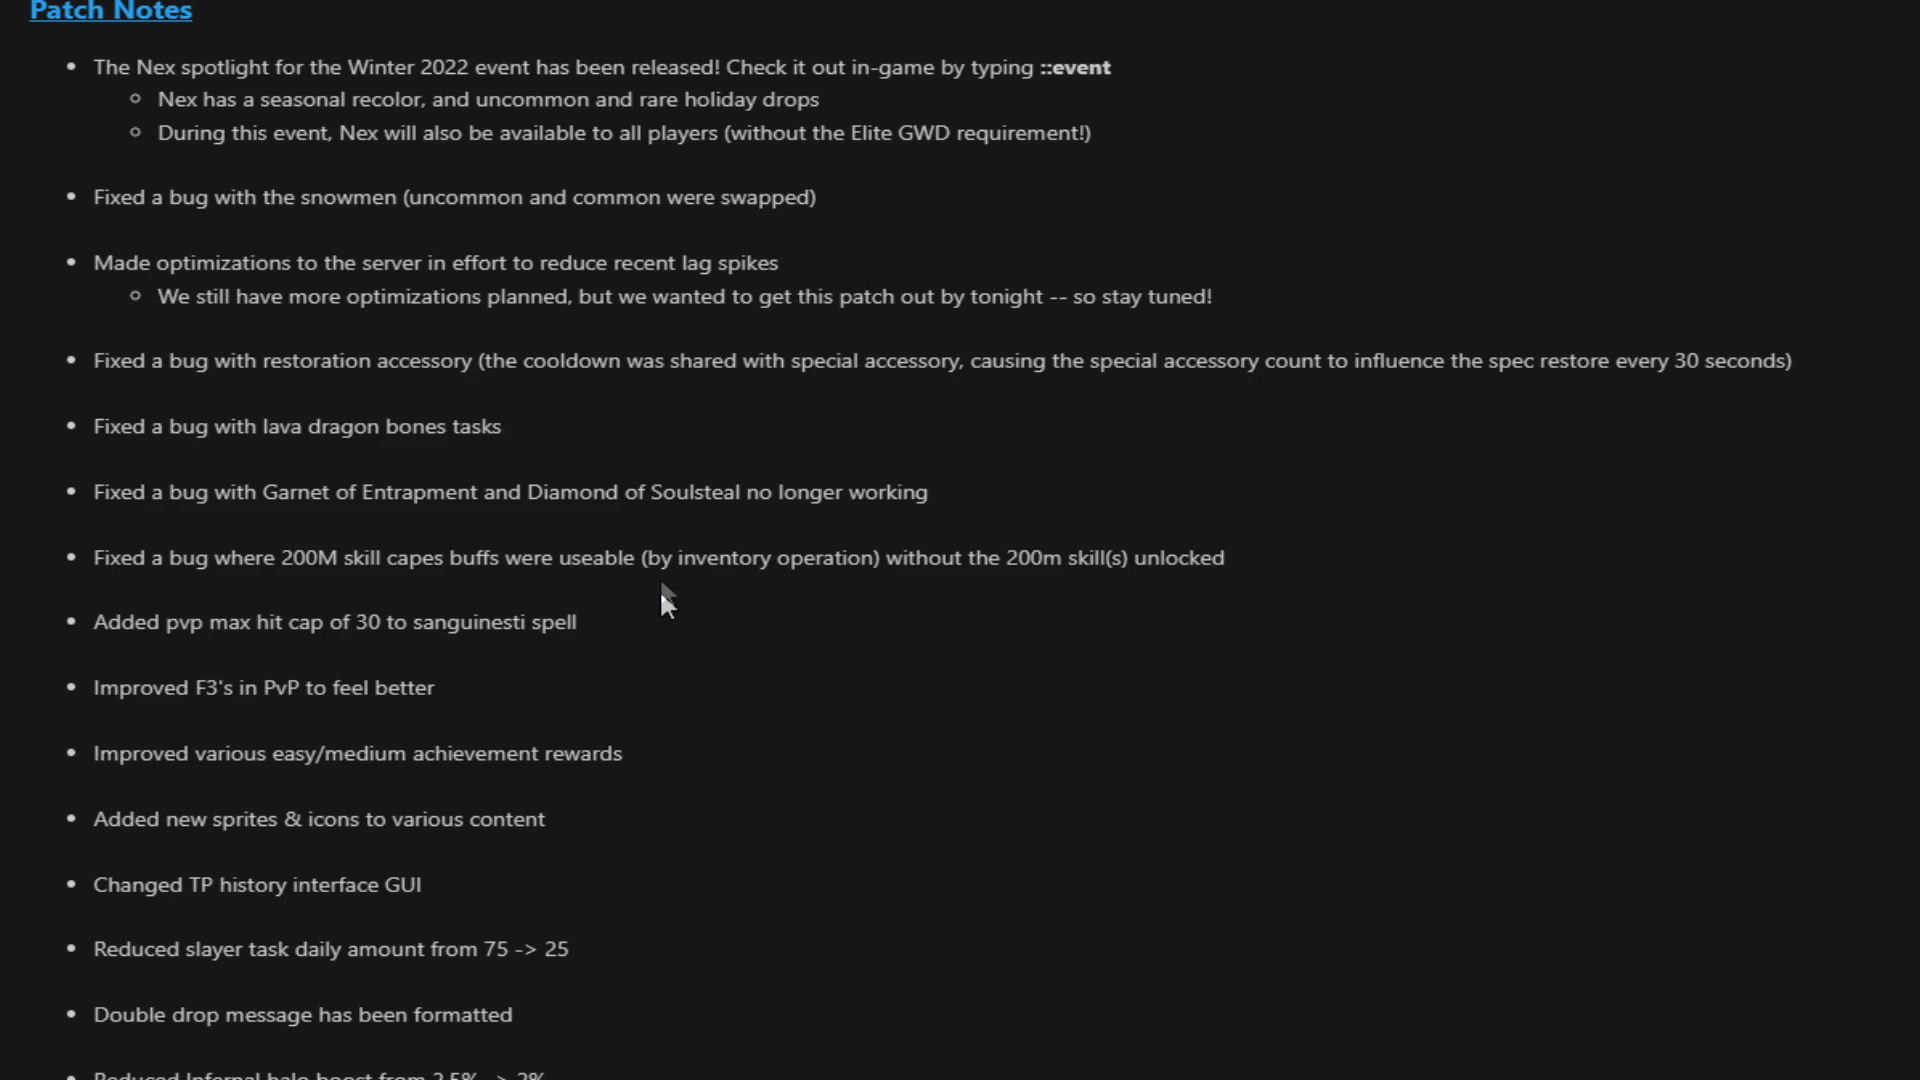 Patch Notes
The Nex spotlight for the Winter 2022 event has been released! Check it out in-game by typing ::event
Nex has a seasonal recolor, and uncommon and rare holiday drops
During this event, Nex will also be available to all players (without the Elite GWD requirement!)
Fixed a bug with the snowmen (uncommon and common were swapped)
Made optimizations to the server in effort to reduce recent lag spikes
We still have more optimizations planned, but we wanted to get this patch out by tonight -- so stay tuned!
Fixed a bug with restoration accessory (the cooldown was shared with special accessory, causing the special accessory count to influence the spec restore every 30 seconds)
Fixed a bug with lava dragon bones tasks
Fixed a bug with Garnet of Entrapment and Diamond of Soulsteal no longer working
Fixed a bug where 200M skill capes buffs were useable (by inventory operation) without the 200m skill(s) unlocked
Added pvp max hit cap of 30 to sanguinesti spell
Improved F3's in PvP to feel better
Improved various easy/medium achievement rewards
Added new sprites & icons to various content
Changed TP history interface GUI
Reduced slayer task daily amount from 75 -> 25
Double drop message has been formatted
Reduced Infernal halo boost from 2.5% -> 2%